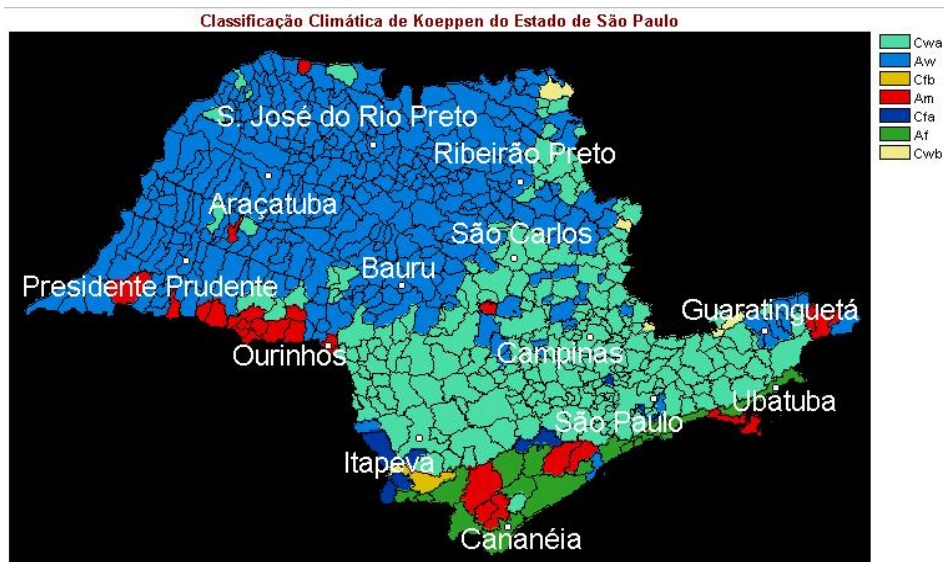 Classificação Climática de Koeppen do Estado de São Paulo
Cwa
Aw
Cfb
Am
Cfa
Af
Cwb
S. José do Rio Preto
Ribeirão Preto
Araçatuba
São Carlos
Bauru
Presidente Prudente
Guaratinguetá
Ourinhos
Campinas
Ubatuba
São Paulo
Itapeva
Cananéia